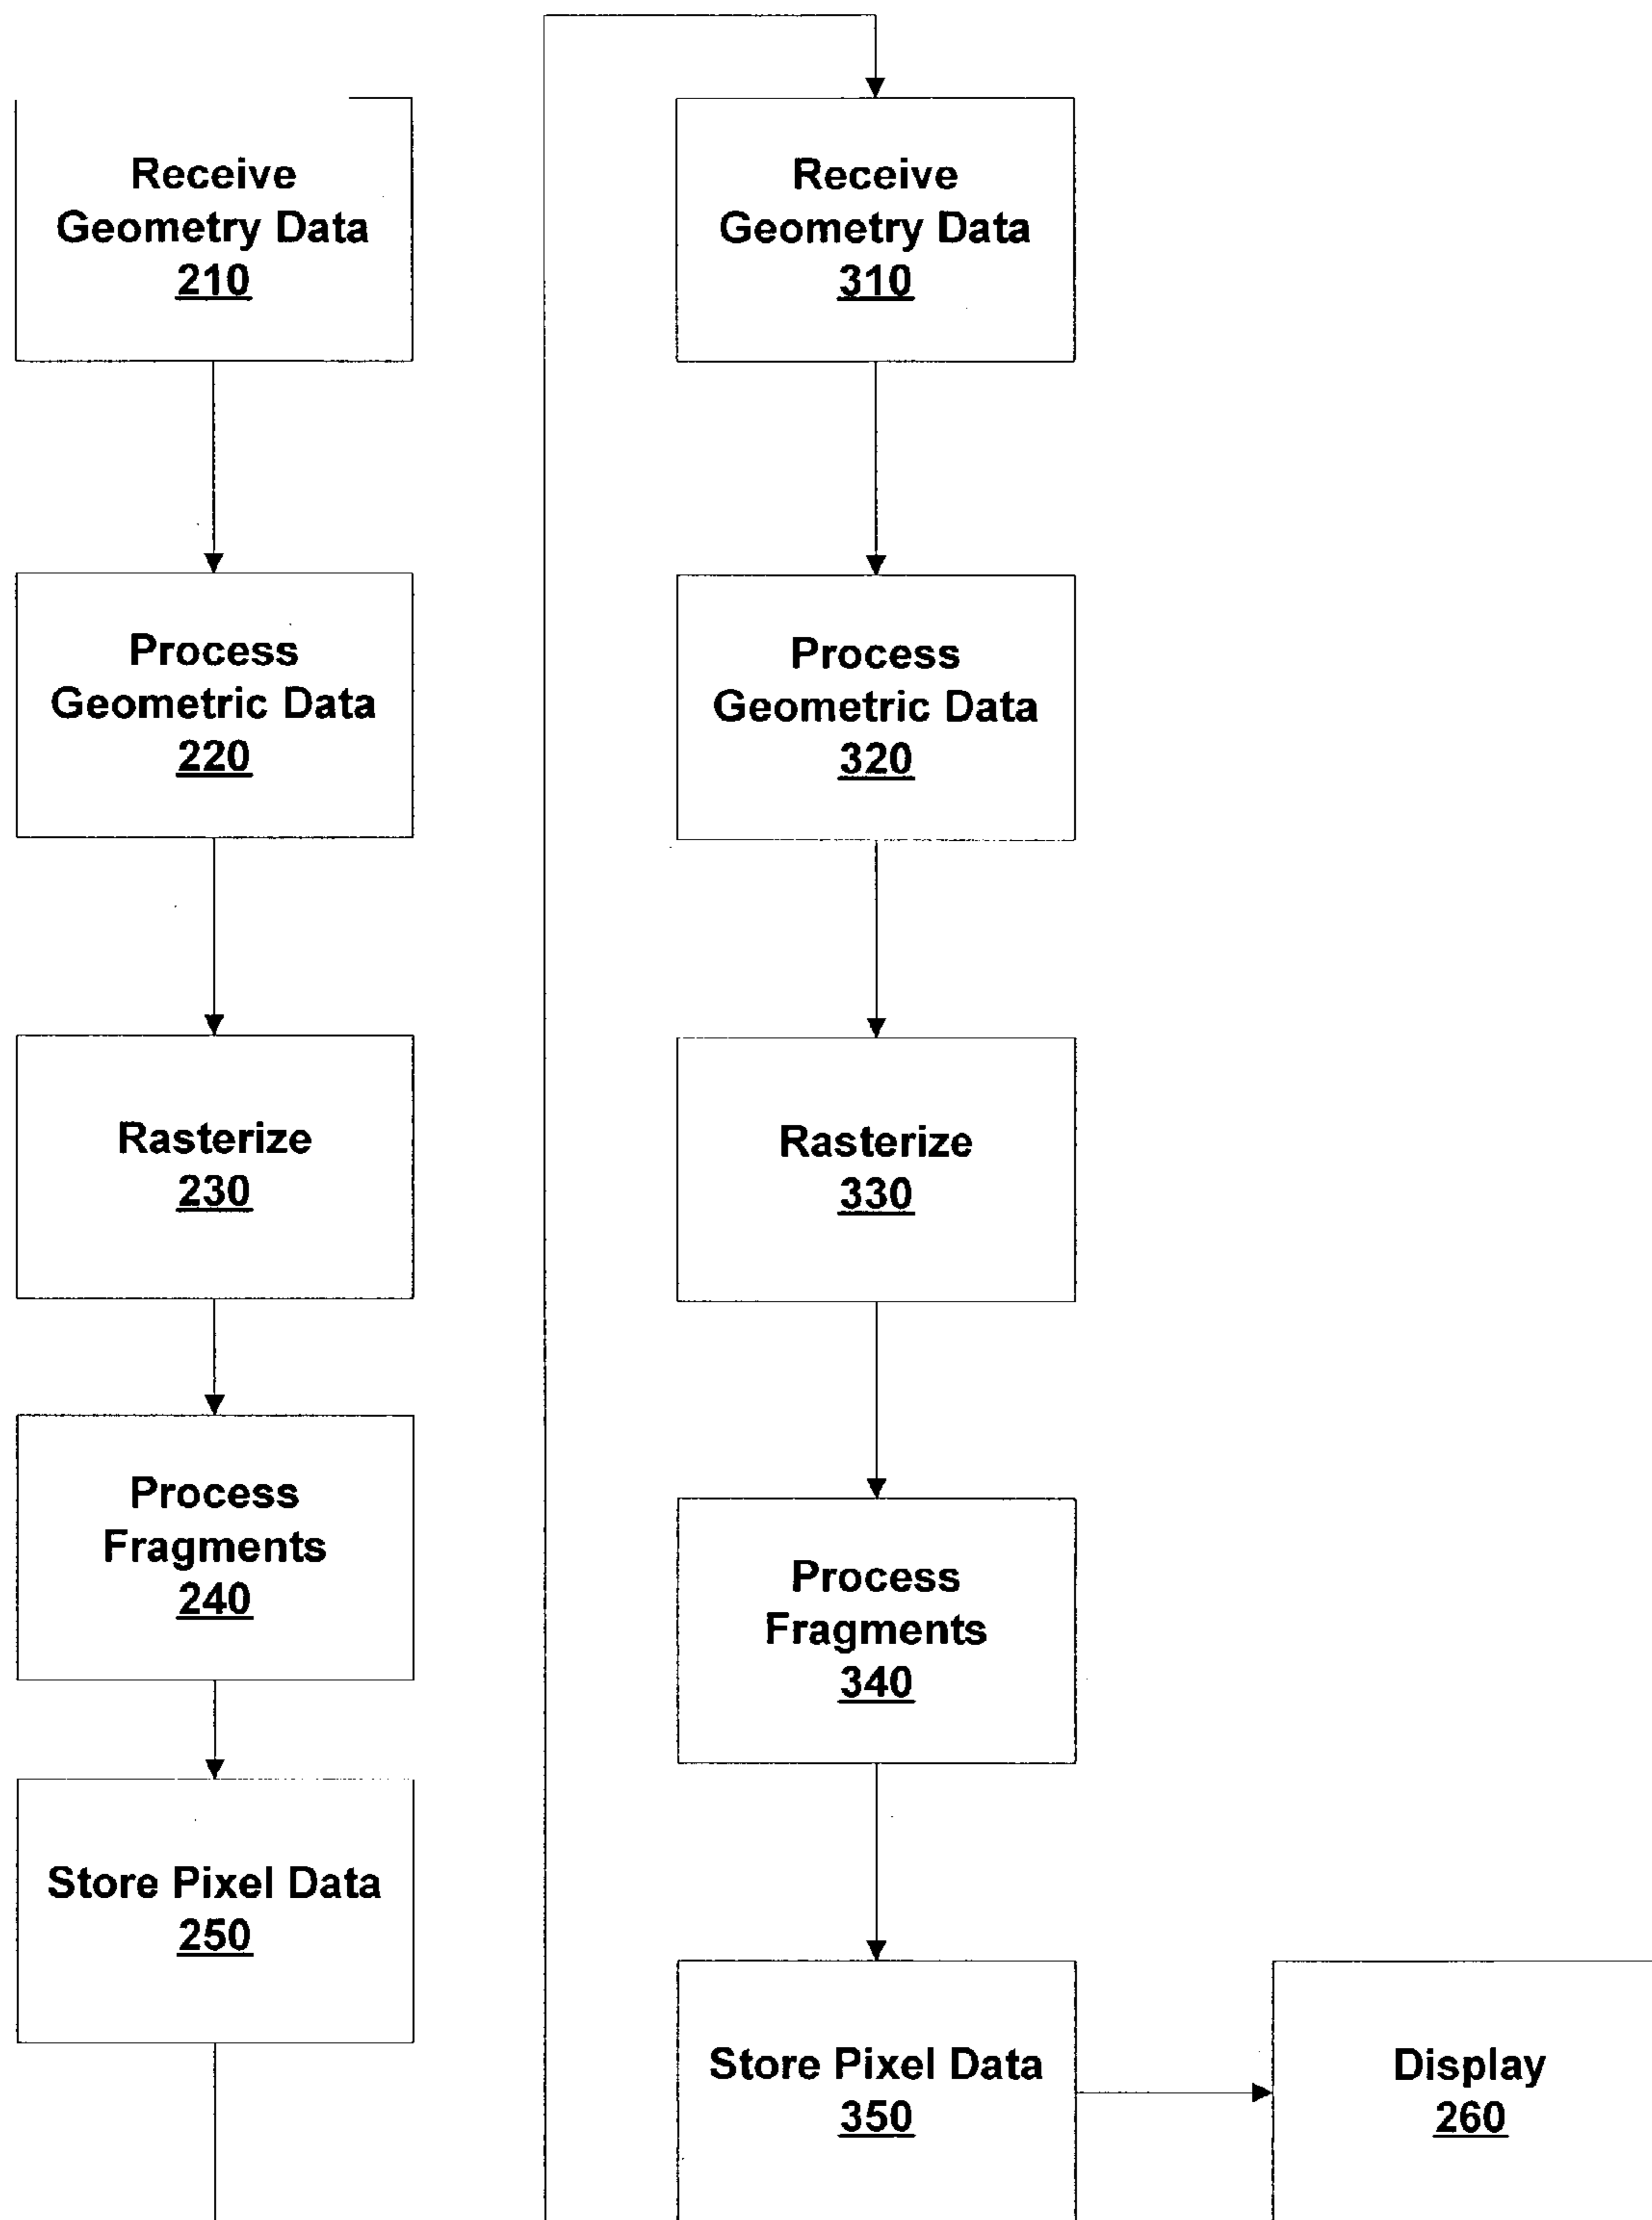 Receive
Geometry Data
210
Process
Geometric Data
220
Rasterize
230
Process
Fragments
240
Store Pixel Data
250
Receive
Geometry Data
310
Process
Geometric Data
320
Rasterize
330
Process
Fragments
340
Store Pixel Data
350
Display
260